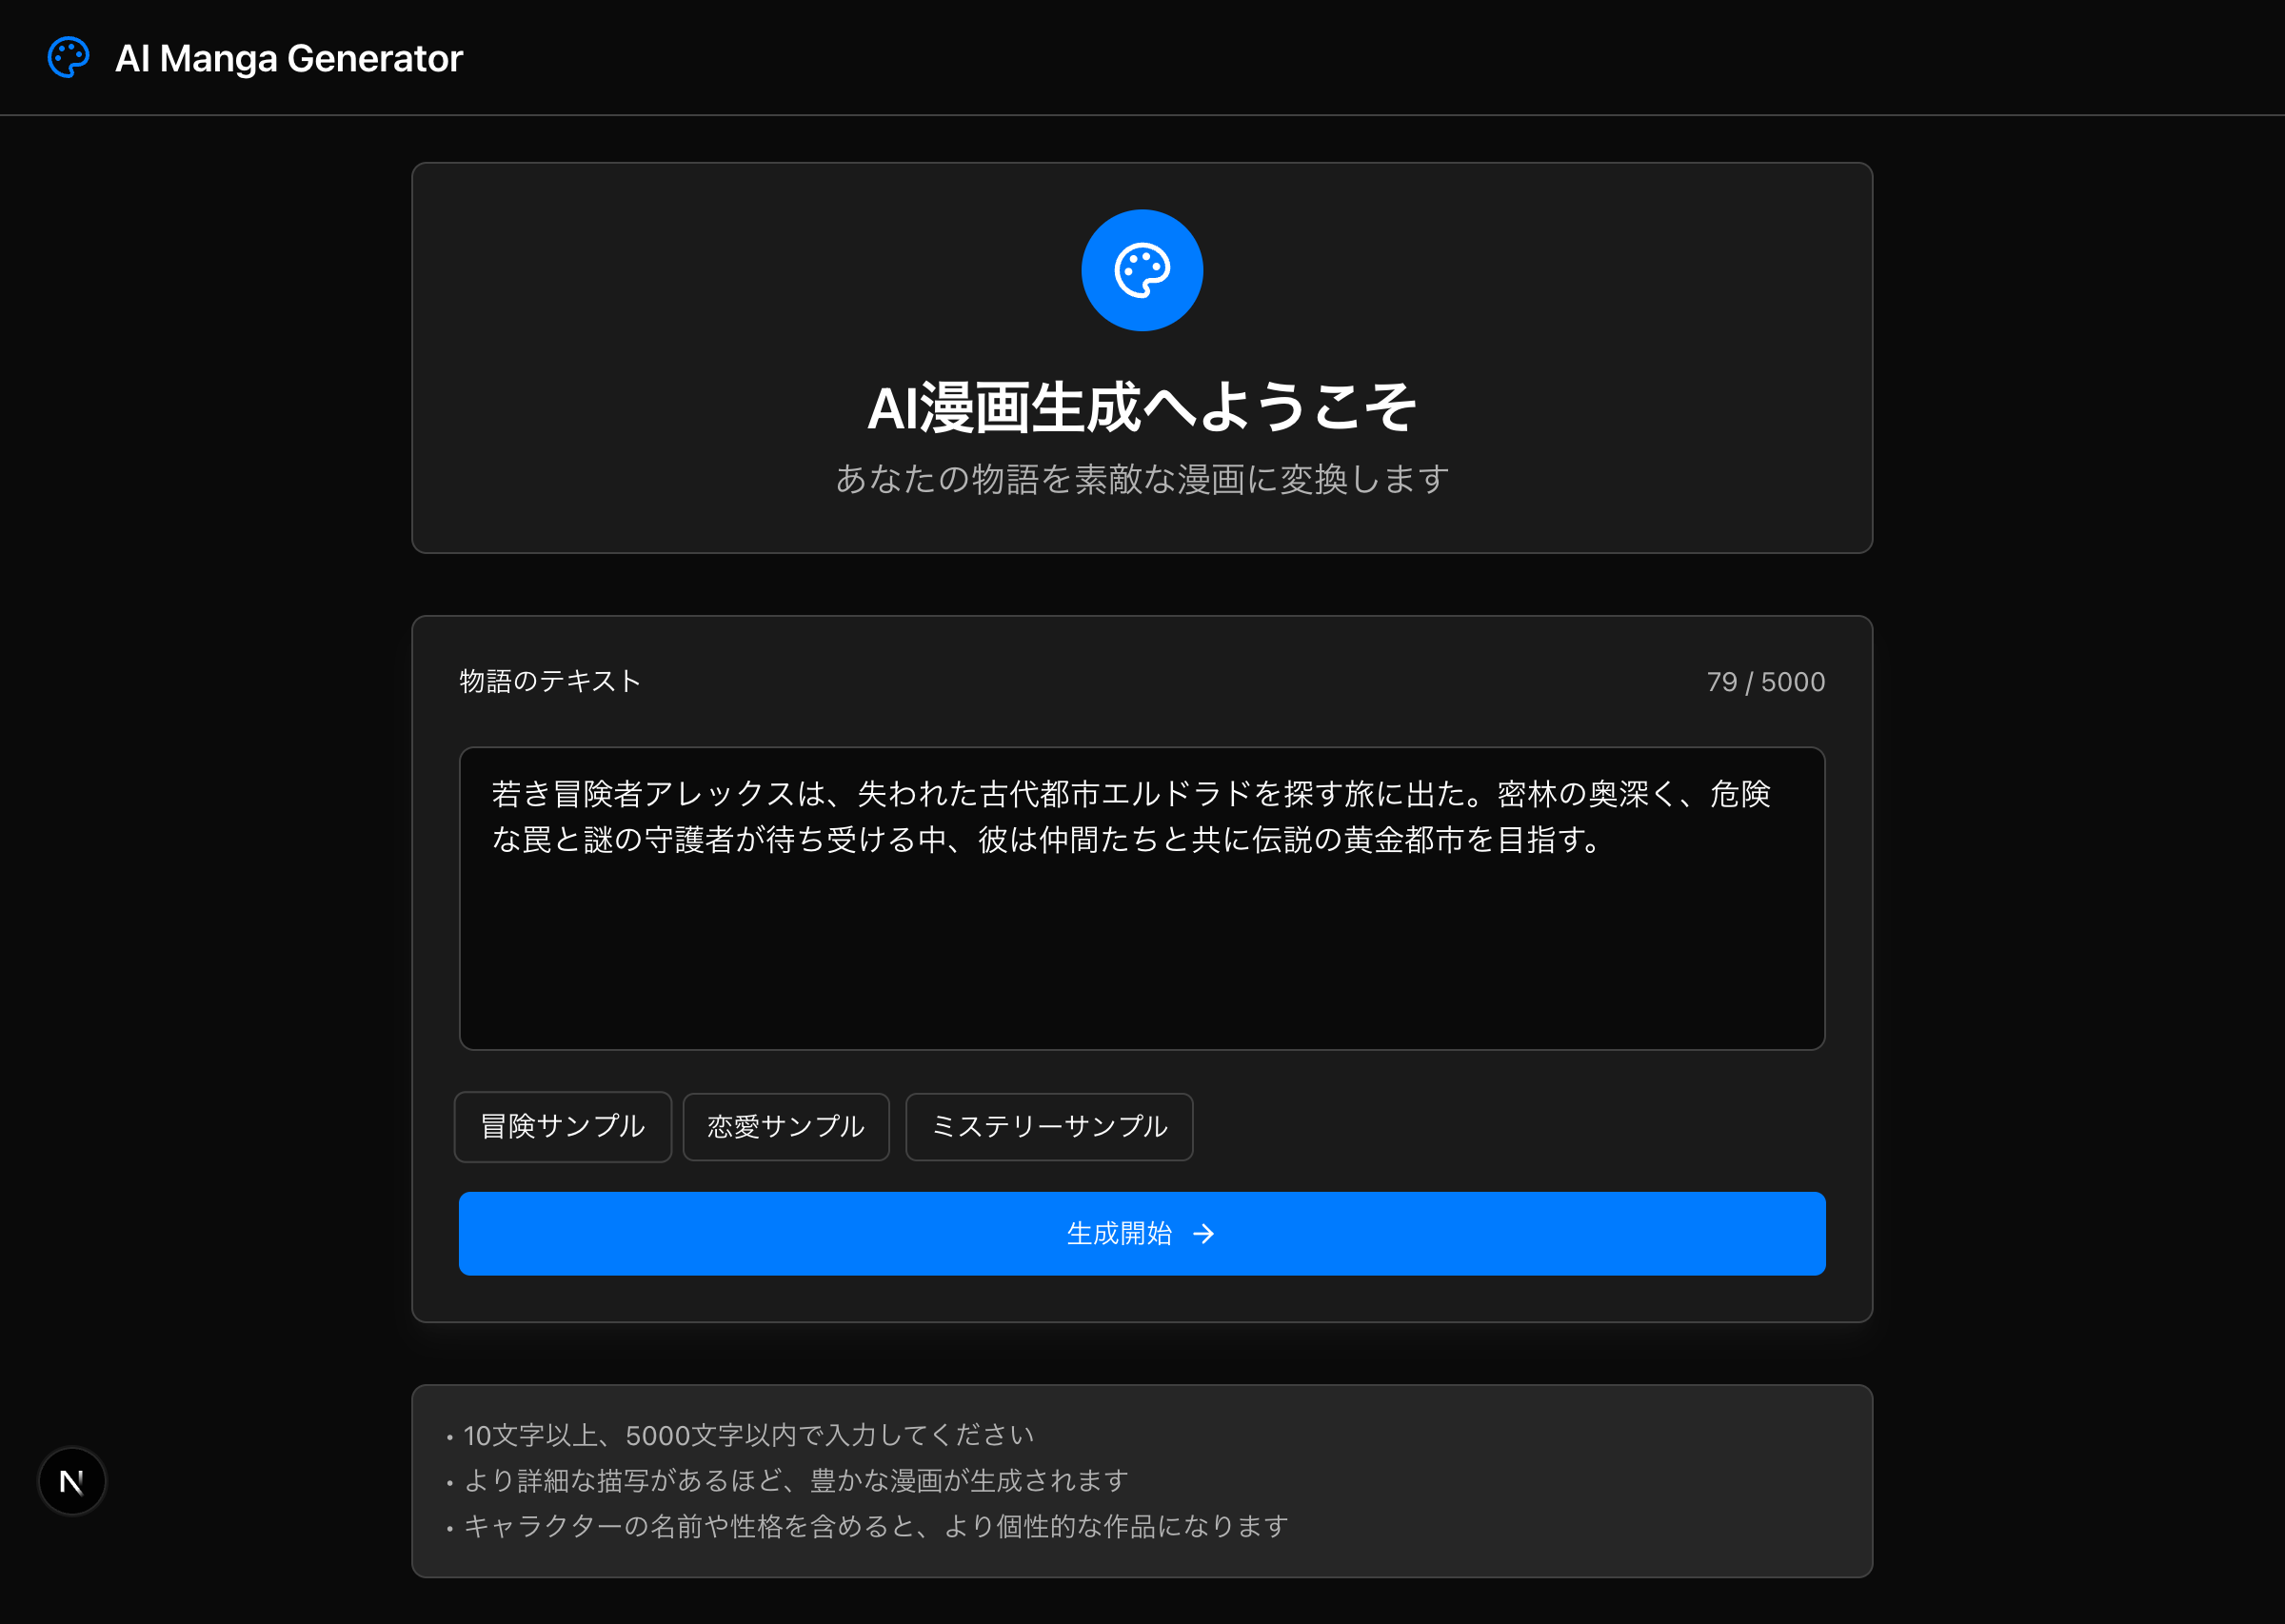 AI Manga Generator
AI漫画生成へようこそ
あなたの物語を素敵な漫画に変換します
物語のテキスト
79 / 5000
若き冒険者アレックスは、失われた古代都市エルドラドを探す旅に出た。密林の奥深く、危険
な罠と謎の守護者が待ち受ける中、彼は仲間たちと共に伝説の黄金都市を目指す。
冒険サンプル
恋愛サンプル
ミステリーサンプル
生成開始 →
• 10文字以上、5000文字以内で入力してください
• より詳細な描写があるほど、豊かな漫画が生成されます
• キャラクターの名前や性格を含めると、より個性的な作品になります
N